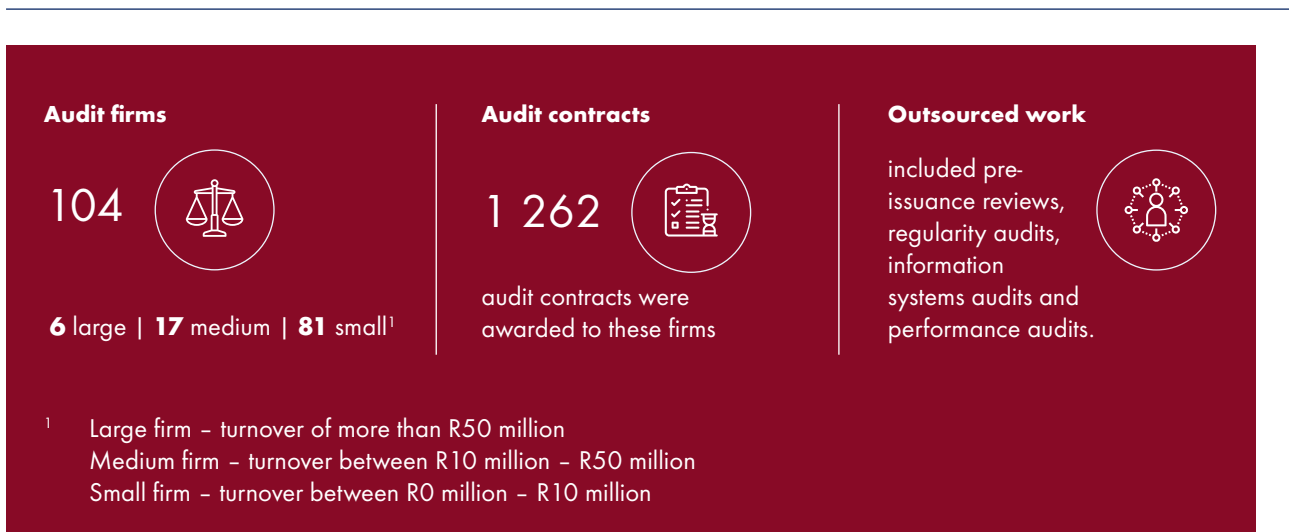 Audit firms
104
6 large | 17 medium | 81 small¹
Audit contracts
1 262
audit contracts were
awarded to these firms
Outsourced work
included pre-
issuance reviews,
regularity audits,
information
systems audits and
performance audits.
¹ Large firm – turnover of more than R50 million
Medium firm – turnover between R10 million – R50 million
Small firm – turnover between R0 million – R10 million